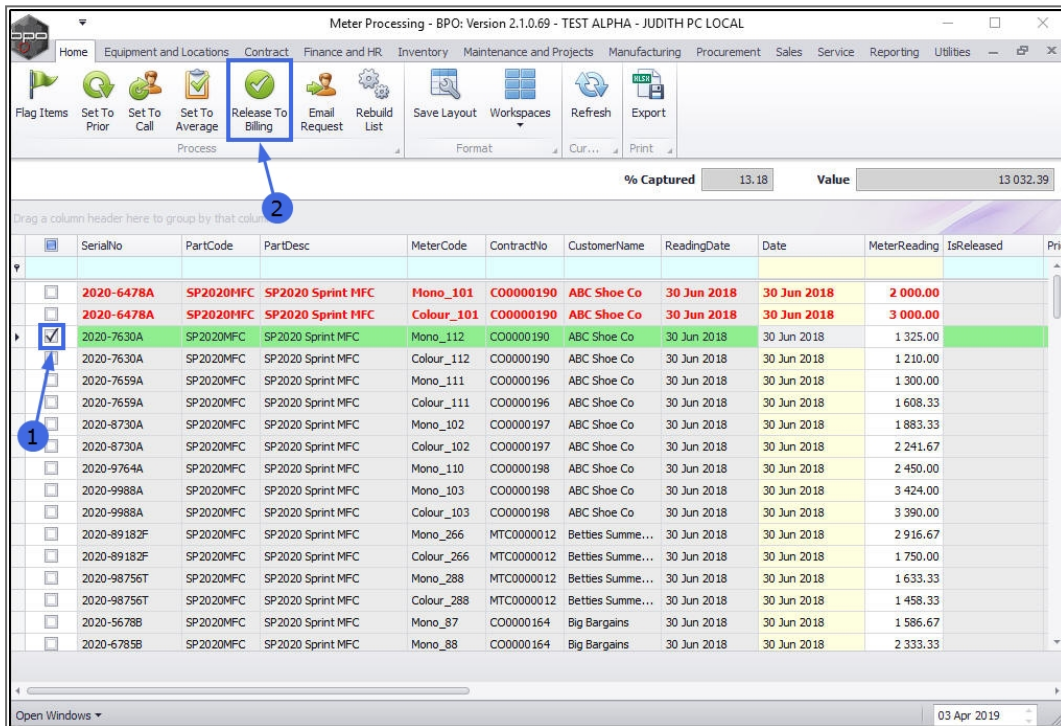 Meter Processing - BPO: Version 2.1.0.69 - TEST ALPHA - JUDITH PC LOCAL
bpo
Home Equipment and Locations Contract Finance and HR Inventory Maintenance and Projects Manufacturing Procurement Sales Service Reporting Utilities
Flag Items Set To Prior Set To Call Set To Average Release To Billing Email Request Rebuild List Save Layout Workspaces Refresh Export
Process Format Cur... Print
2
% Captured 13.18 Value 13 032.39
Drag a column header here to group by that colum
SerialNo PartCode PartDesc MeterCode ContractNo CustomerName ReadingDate Date MeterReading IsReleased Pri
2020-6478A SP2020MFC SP2020 Sprint MFC Mono_101 CO0000190 ABC Shoe Co 30 Jun 2018 30 Jun 2018 2 000.00
2020-6478A SP2020MFC SP2020 Sprint MFC Colour_101 CO0000190 ABC Shoe Co 30 Jun 2018 30 Jun 2018 3 000.00
2020-7630A SP2020MFC SP2020 Sprint MFC Mono_112 CO0000190 ABC Shoe Co 30 Jun 2018 30 Jun 2018 1 325.00
2020-7630A SP2020MFC SP2020 Sprint MFC Colour_112 CO0000190 ABC Shoe Co 30 Jun 2018 30 Jun 2018 1 210.00
2020-7659A SP2020MFC SP2020 Sprint MFC Mono_111 CO0000196 ABC Shoe Co 30 Jun 2018 30 Jun 2018 1 300.00
2020-7659A SP2020MFC SP2020 Sprint MFC Colour_111 CO0000196 ABC Shoe Co 30 Jun 2018 30 Jun 2018 1 608.33
2020-8730A SP2020MFC SP2020 Sprint MFC Mono_102 CO0000197 ABC Shoe Co 30 Jun 2018 30 Jun 2018 1 883.33
1
2020-8730A SP2020MFC SP2020 Sprint MFC Colour_102 CO0000197 ABC Shoe Co 30 Jun 2018 30 Jun 2018 2 241.67
2020-9764A SP2020MFC SP2020 Sprint MFC Mono_110 CO0000198 ABC Shoe Co 30 Jun 2018 30 Jun 2018 2 450.00
2020-9988A SP2020MFC SP2020 Sprint MFC Mono_103 CO0000198 ABC Shoe Co 30 Jun 2018 30 Jun 2018 3 424.00
2020-9988A SP2020MFC SP2020 Sprint MFC Colour_103 CO0000198 ABC Shoe Co 30 Jun 2018 30 Jun 2018 3 390.00
2020-89182F SP2020MFC SP2020 Sprint MFC Mono_266 MTC0000012 Betties Summe... 30 Jun 2018 30 Jun 2018 2 916.67
2020-89182F SP2020MFC SP2020 Sprint MFC Colour_266 MTC0000012 Betties Summe... 30 Jun 2018 30 Jun 2018 1 750.00
2020-98756T SP2020MFC SP2020 Sprint MFC Mono_288 MTC0000012 Betties Summe... 30 Jun 2018 30 Jun 2018 1 633.33
2020-98756T SP2020MFC SP2020 Sprint MFC Colour_288 MTC0000012 Betties Summe... 30 Jun 2018 30 Jun 2018 1 458.33
2020-5678B SP2020MFC SP2020 Sprint MFC Mono_87 CO0000164 Big Bargains 30 Jun 2018 30 Jun 2018 1 586.67
2020-6785B SP2020MFC SP2020 Sprint MFC Mono_88 CO0000164 Big Bargains 30 Jun 2018 30 Jun 2018 2 333.33
Open Windows 03 Apr 2019